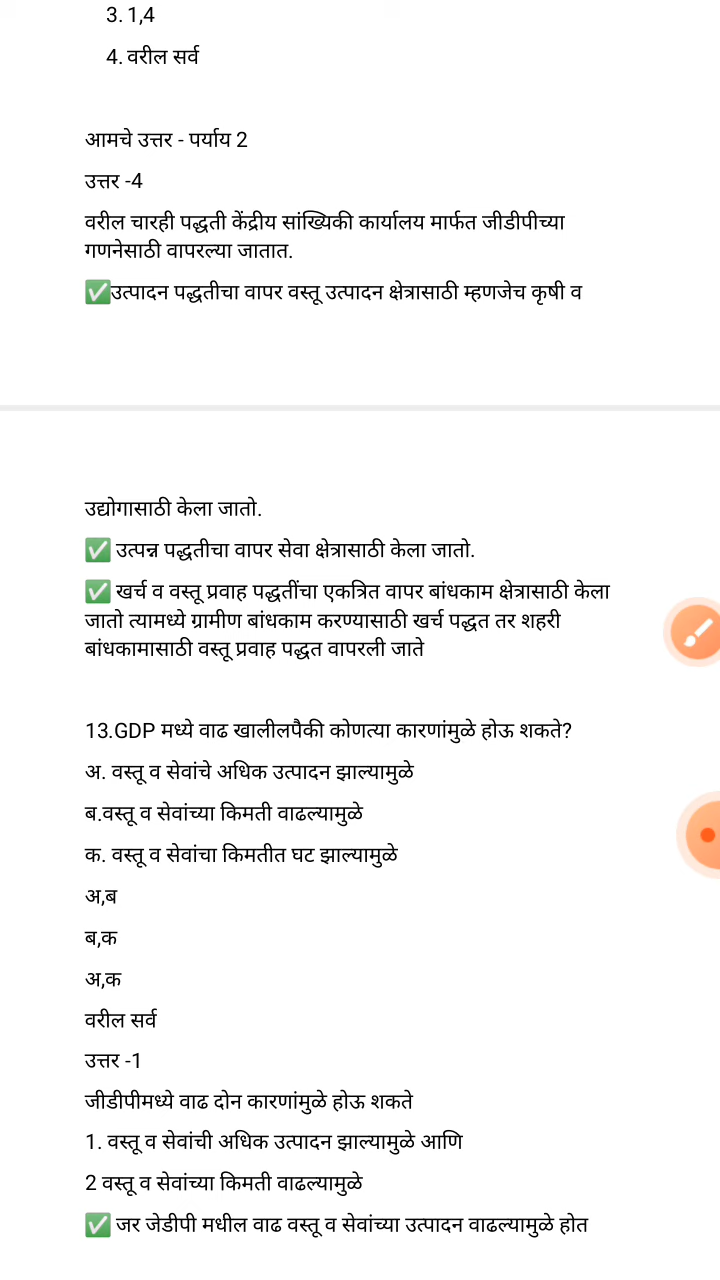 3. 1,4
4. वरील सर्व
आमचे उत्तर - पर्याय 2
उत्तर -4
वरील चारही पद्धती केंद्रीय सांख्यिकी कार्यालय मार्फत जीडीपीच्या
गणनेसाठी वापरल्या जातात.
✅उत्पादन पद्धतीचा वापर वस्तू उत्पादन क्षेत्रासाठी म्हणजेच कृषी व
उद्योगासाठी केला जातो.
✅ उत्पन्न पद्धतीचा वापर सेवा क्षेत्रासाठी केला जातो.
✅ खर्च व वस्तू प्रवाह पद्धतींचा एकत्रित वापर बांधकाम क्षेत्रासाठी केला
जातो त्यामध्ये ग्रामीण बांधकाम करण्यासाठी खर्च पद्धत तर शहरी
बांधकामासाठी वस्तू प्रवाह पद्धत वापरली जाते
13.GDP मध्ये वाढ खालीलपैकी कोणत्या कारणांमुळे होऊ शकते?
अ. वस्तू व सेवांचे अधिक उत्पादन झाल्यामुळे
ब.वस्तू व सेवांच्या किमती वाढल्यामुळे
क. वस्तू व सेवांचा किमतीत घट झाल्यामुळे
अ,ब
ब,क
अ,क
वरील सर्व
उत्तर -1
जीडीपीमध्ये वाढ दोन कारणांमुळे होऊ शकते
1. वस्तू व सेवांची अधिक उत्पादन झाल्यामुळे आणि
2 वस्तू व सेवांच्या किमती वाढल्यामुळे
✅ जर जेडीपी मधील वाढ वस्तू व सेवांच्या उत्पादन वाढल्यामुळे होत